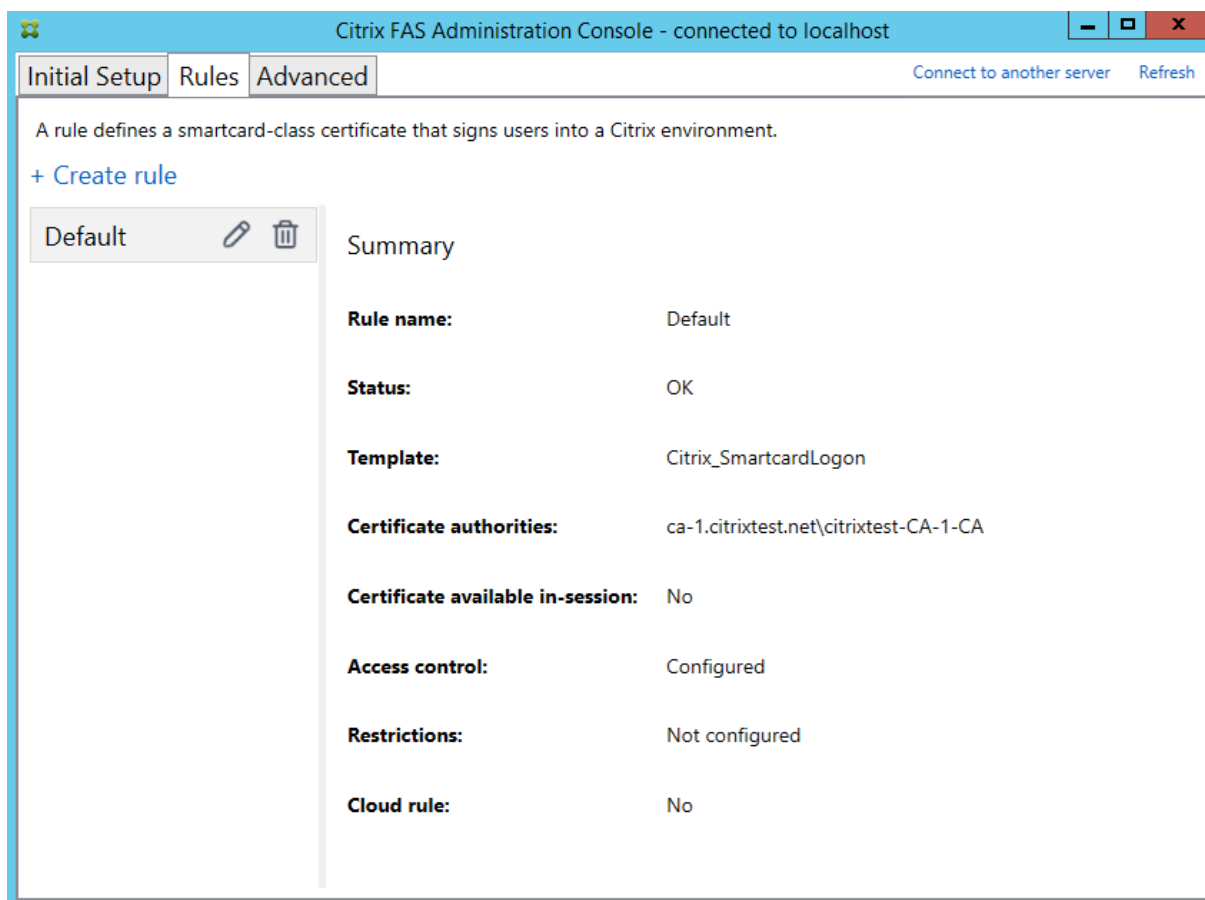 Citrix FAS Administration Console - connected to localhost
Initial Setup Rules Advanced Connect to another server Refresh
A rule defines a smartcard-class certificate that signs users into a Citrix environment.
+ Create rule
Default
Summary
Rule name: Default
Status: OK
Template: Citrix_SmartcardLogon
Certificate authorities: ca-1.citrixtest.net\citrixtest-CA-1-CA
Certificate available in-session: No
Access control: Configured
Restrictions: Not configured
Cloud rule: No